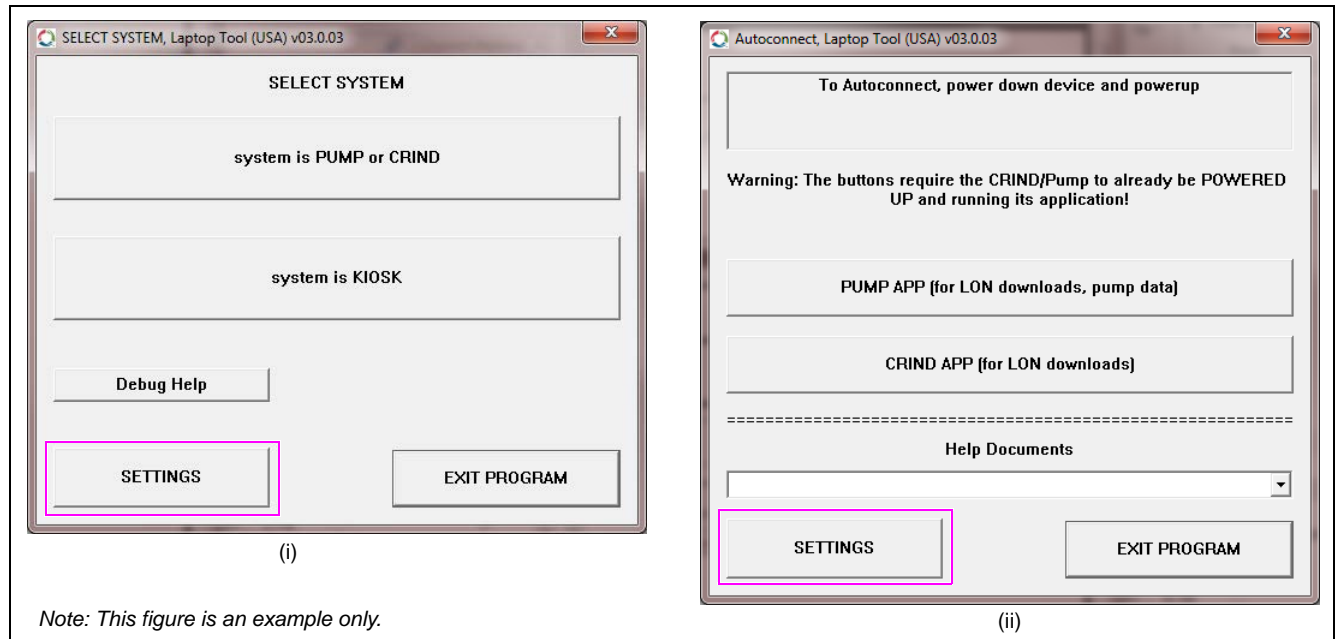 SELECT SYSTEM, Laptop Tool (USA) v03.0.03
SELECT SYSTEM
system is PUMP or CRIND
system is KIOSK
Debug Help
SETTINGS
EXIT PROGRAM
(i)
Note: This figure is an example only.
Autoconnect, Laptop Tool (USA) v03.0.03
To Autoconnect, power down device and powerup
Warning: The buttons require the CRIND/Pump to already be POWERED
UP and running its application!
PUMP APP (for LON downloads, pump data)
CRIND APP (for LON downloads)
===========================================================
Help Documents
SETTINGS
EXIT PROGRAM
(ii)